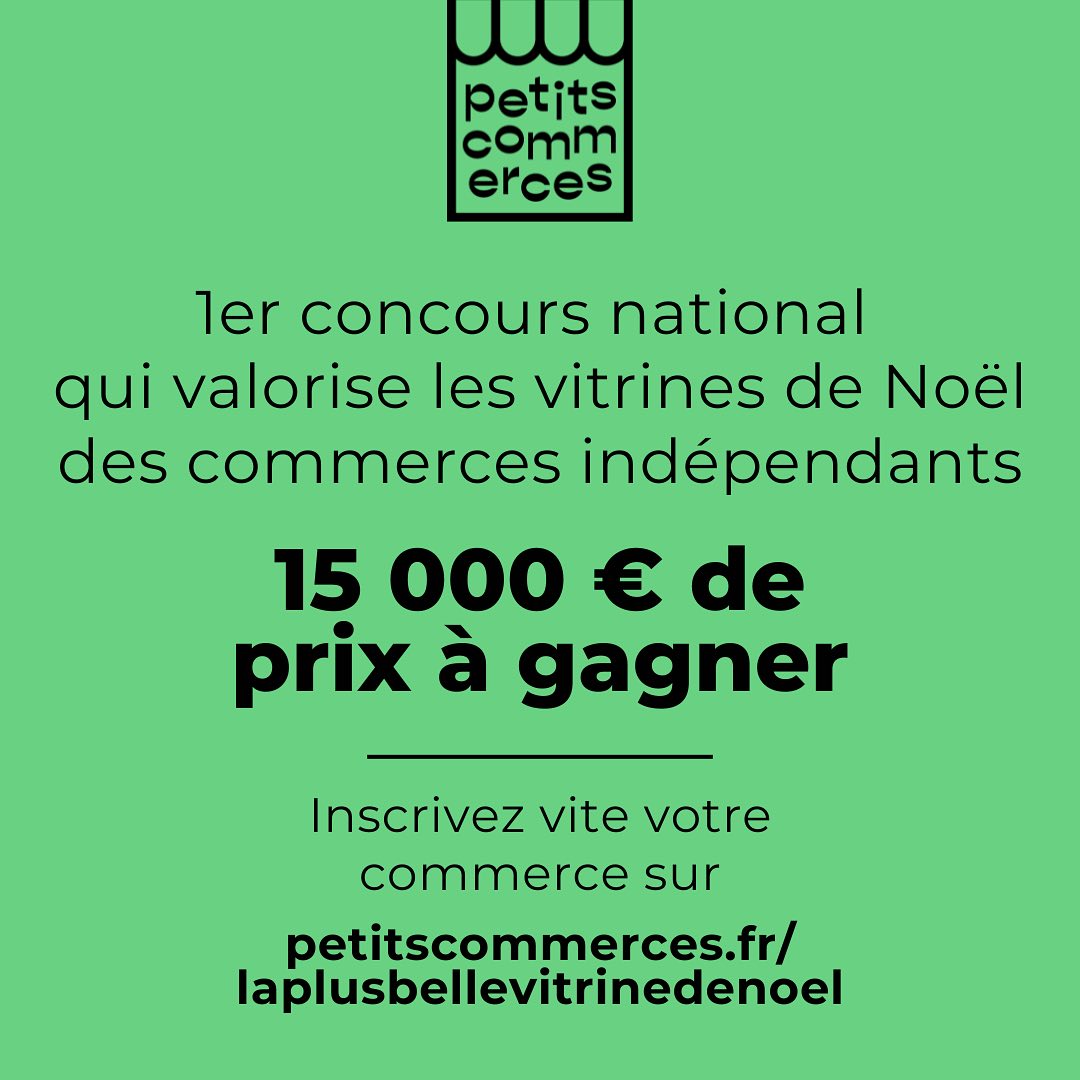 petits
comm
erces
1er concours national
qui valorise les vitrines de Noël
des commerces indépendants
15 000 € de
prix à gagner
Inscrivez vite votre
commerce sur
petitscommerces.fr/
laplusbellevitrinedenoel